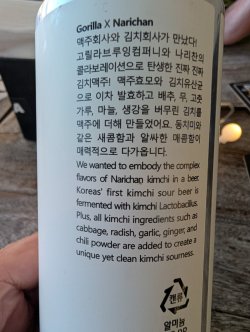 Gorilla X Narichan
맥주회사와 김치회사가 만났다!
고릴라브루잉컴퍼니와 나리찬의
콜라보레이션으로 탄생한 진짜 진짜
김치맥주! 맥주효모와 김치유산균
으로 이차 발효하고 배추, 무, 고춧
가루, 마늘, 생강을 버무린 김치를
맥주에 더해 만들었어요. 동치미와
같은 새콤함과 알싸한 매콤함이
매력적으로 다가옵니다.
We wanted to embody the complex
flavors of Narichan kimchi in a beer.
Koreas' first kimchi sour beer is
fermented with kimchi Lactobacillus.
Plus, all kimchi ingredients such as
cabbage, radish, garlic, ginger, and
chili powder are added to create a
unique yet clean kimchi sourness.
캔류
알미늄